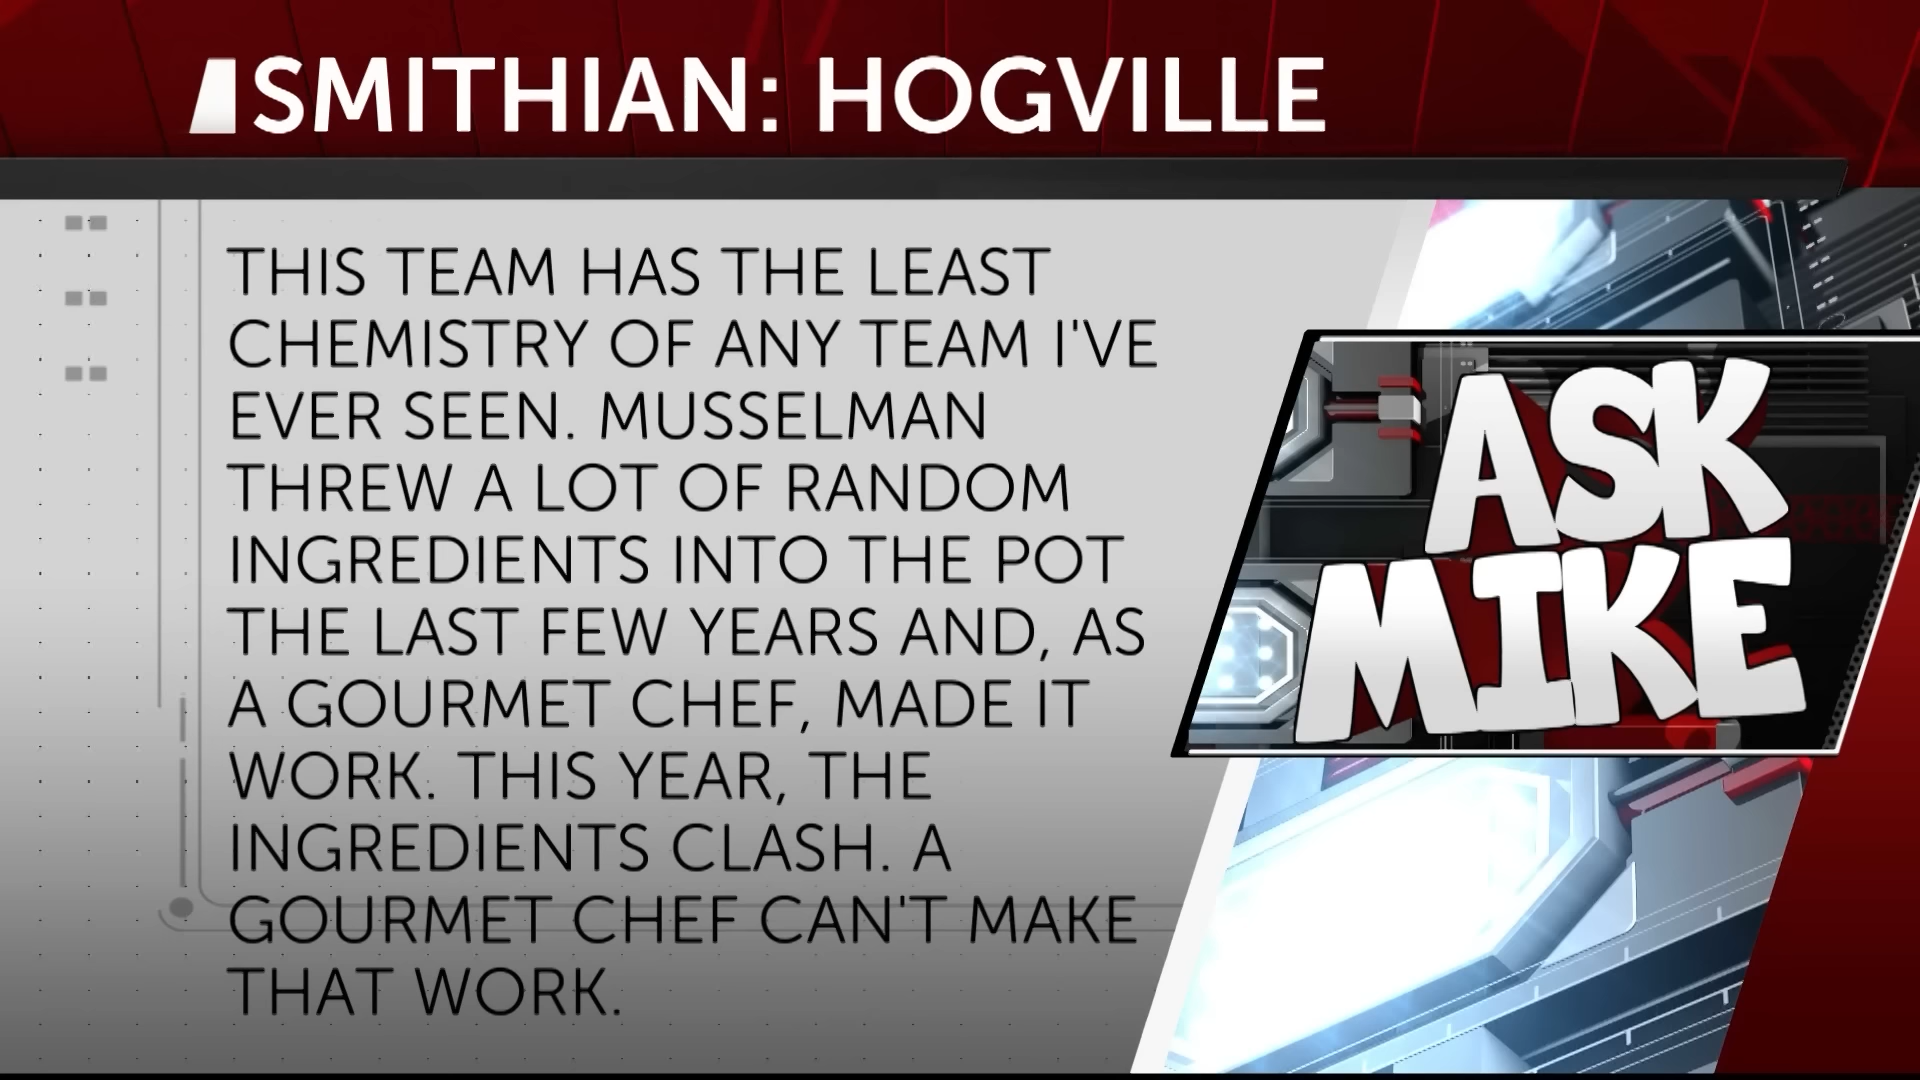 SMITHIAN: HOGVILLE
THIS TEAM HAS THE LEAST
CHEMISTRY OF ANY TEAM I'VE
EVER SEEN. MUSSELMAN
THREW A LOT OF RANDOM
INGREDIENTS INTO THE POT
THE LAST FEW YEARS AND, AS
A GOURMET CHEF, MADE IT
WORK. THIS YEAR, THE
INGREDIENTS CLASH. A
GOURMET CHEF CAN'T MAKE
THAT WORK.
ASK
MIKE